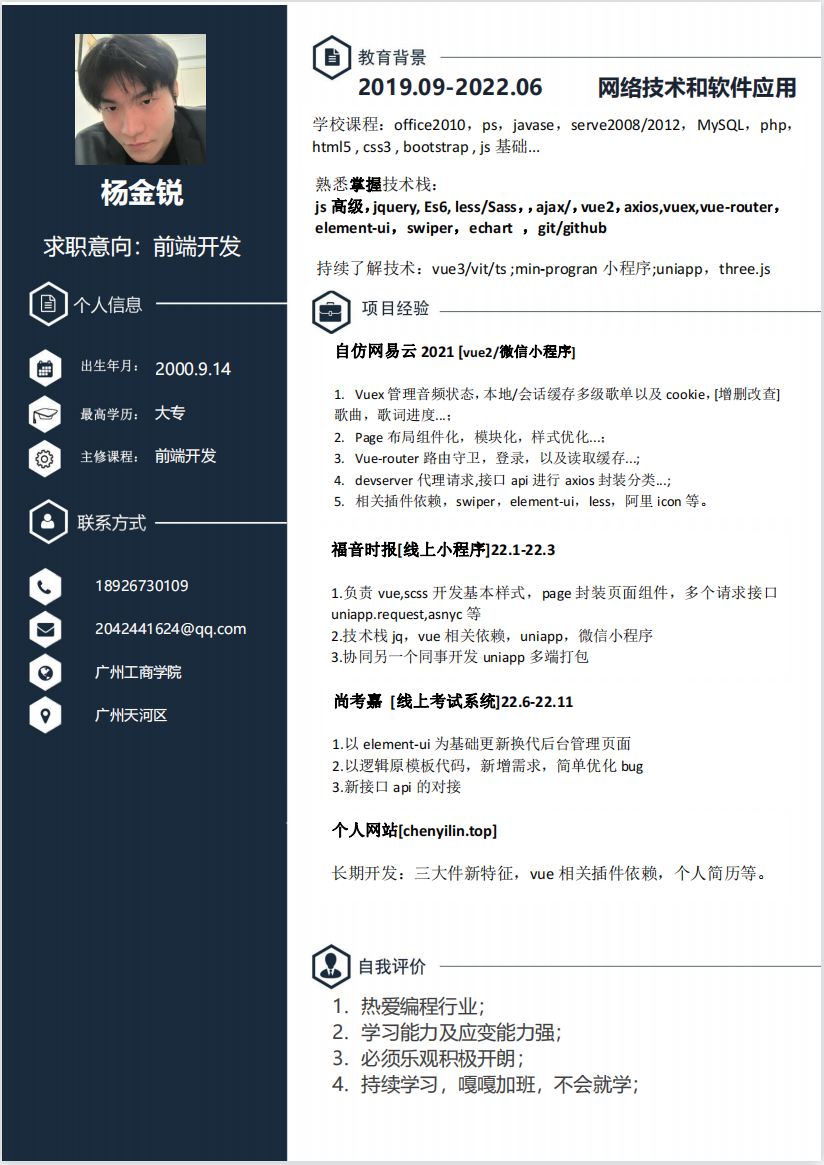 杨金锐
求职意向：前端开发
个人信息
出生年月： 2000.9.14
最高学历： 大专
主修课程： 前端开发
联系方式
18926730109
2042441624@qq.com
广州工商学院
广州天河区
教育背景
2019.09-2022.06 网络技术和软件应用
学校课程：office2010，ps，javase，serve2008/2012，MySQL，php，
html5 , css3 , bootstrap , js 基础...
熟悉掌握技术栈：
js 高级，jquery, Es6, less/Sass，，ajax/，vue2，axios,vuex,vue-router，
element-ui，swiper，echart ，git/github
持续了解技术：vue3/vit/ts ;min-progran 小程序;uniapp，three.js
项目经验
自仿网易云 2021 [vue2/微信小程序]
1. Vuex 管理音频状态，本地/会话缓存多级歌单以及 cookie，[增删改查]
歌曲，歌词进度...；
2. Page 布局组件化，模块化，样式优化...；
3. Vue-router 路由守卫，登录，以及读取缓存...;
4. devserver 代理请求,接口 api 进行 axios 封装分类...;
5. 相关插件依赖，swiper，element-ui，less，阿里 icon 等。
福音时报[线上小程序]22.1-22.3
1.负责 vue,scss 开发基本样式，page 封装页面组件，多个请求接口
uniapp.request,asnyc 等
2.技术栈 jq，vue 相关依赖，uniapp，微信小程序
3.协同另一个同事开发 uniapp 多端打包
尚考嘉 [线上考试系统]22.6-22.11
1.以 element-ui 为基础更新换代后台管理页面
2.以逻辑原模板代码，新增需求，简单优化 bug
3.新接口 api 的对接
个人网站[chenyilin.top]
长期开发：三大件新特征，vue 相关插件依赖，个人简历等。
自我评价
1. 热爱编程行业；
2. 学习能力及应变能力强；
3. 必须乐观积极开朗；
4. 持续学习，嘎嘎加班，不会就学；